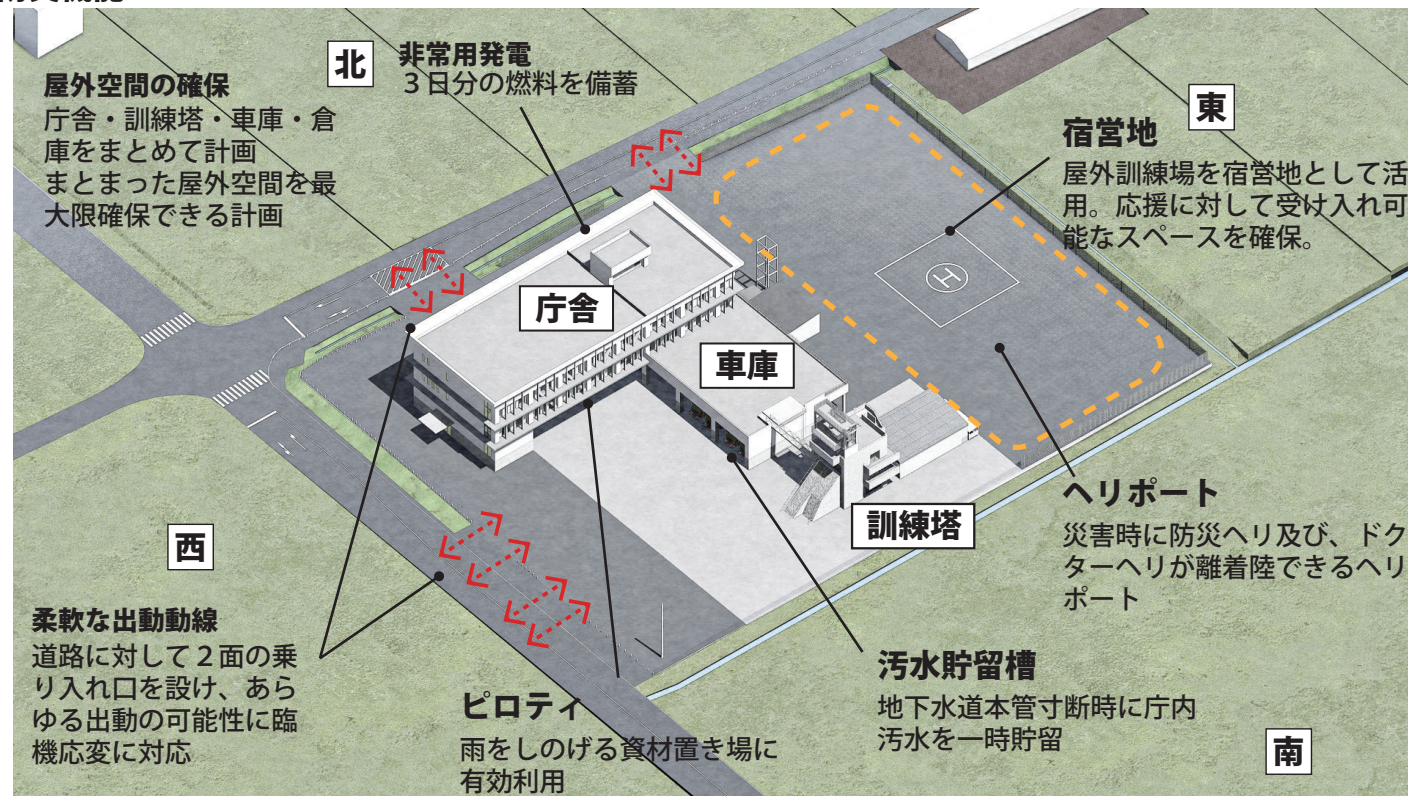 北
非常用発電
３日分の燃料を備蓄
屋外空間の確保
庁舎・訓練塔・車庫・倉
庫をまとめて計画
まとまった屋外空間を最
大限確保できる計画
東
宿営地
屋外訓練場を宿営地として活
用。応援に対して受け入れ可
能なスペースを確保。
H
庁舎
車庫
訓練塔
ヘリポート
災害時に防災ヘリ及び、ドク
ターヘリが離着陸できるヘリ
ポート
西
柔軟な出動動線
道路に対して２面の乗
り入れ口を設け、あら
ゆる出動の可能性に臨
機応変に対応
ピロティ
雨をしのげる資材置き場に
有効利用
汚水貯留槽
地下水道本管寸断時に庁内
汚水を一時貯留
南